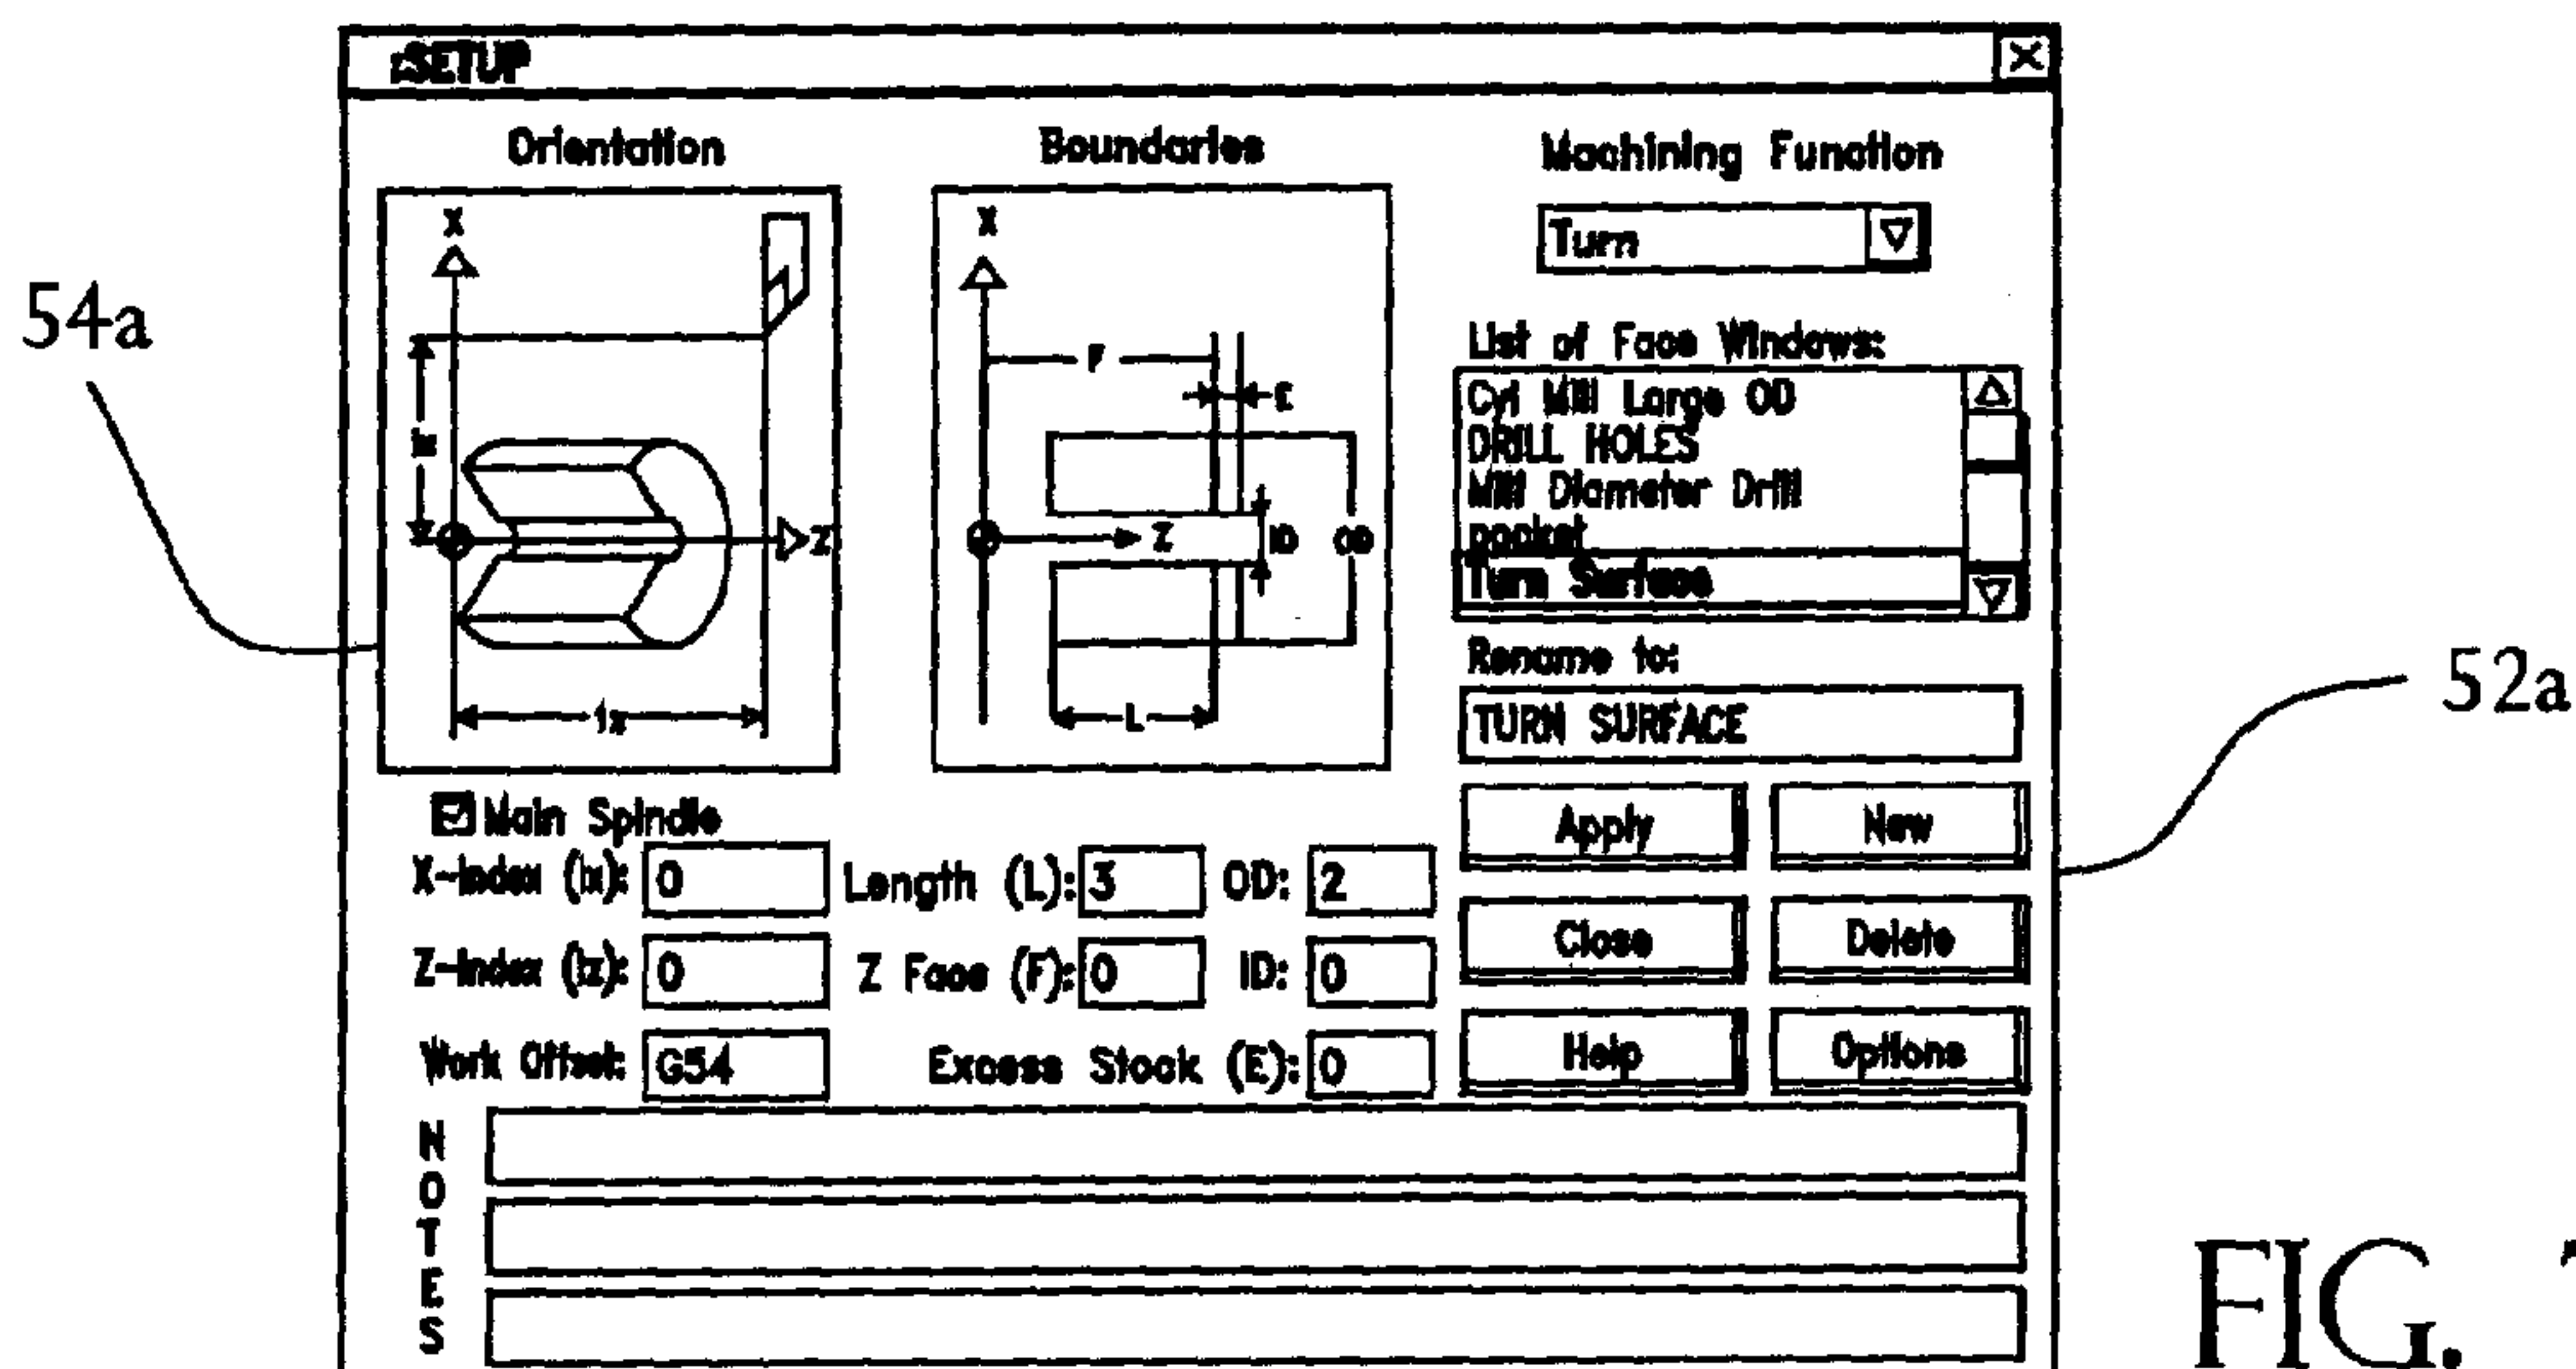 SETUP
Orientation
Boundaries
Machining Function
X
X
Turn
54a
List of Face Windows:
F
E
Cyl Mill Large OD
DRILL HOLES
Mill Diameter Drill
pocket
Turn Surface
Z
Z
ID
OD
Rename to:
52a
L
TURN SURFACE
Main Spindle
Apply
New
X-Index (Ix): 0
Length (L): 3
OD: 2
Close
Delete
Z-Index (Iz): 0
Z Face (F): 0
ID: 0
Help
Options
Work Offset: G54
Excess Stock (E): 0
NOTES
FIG.